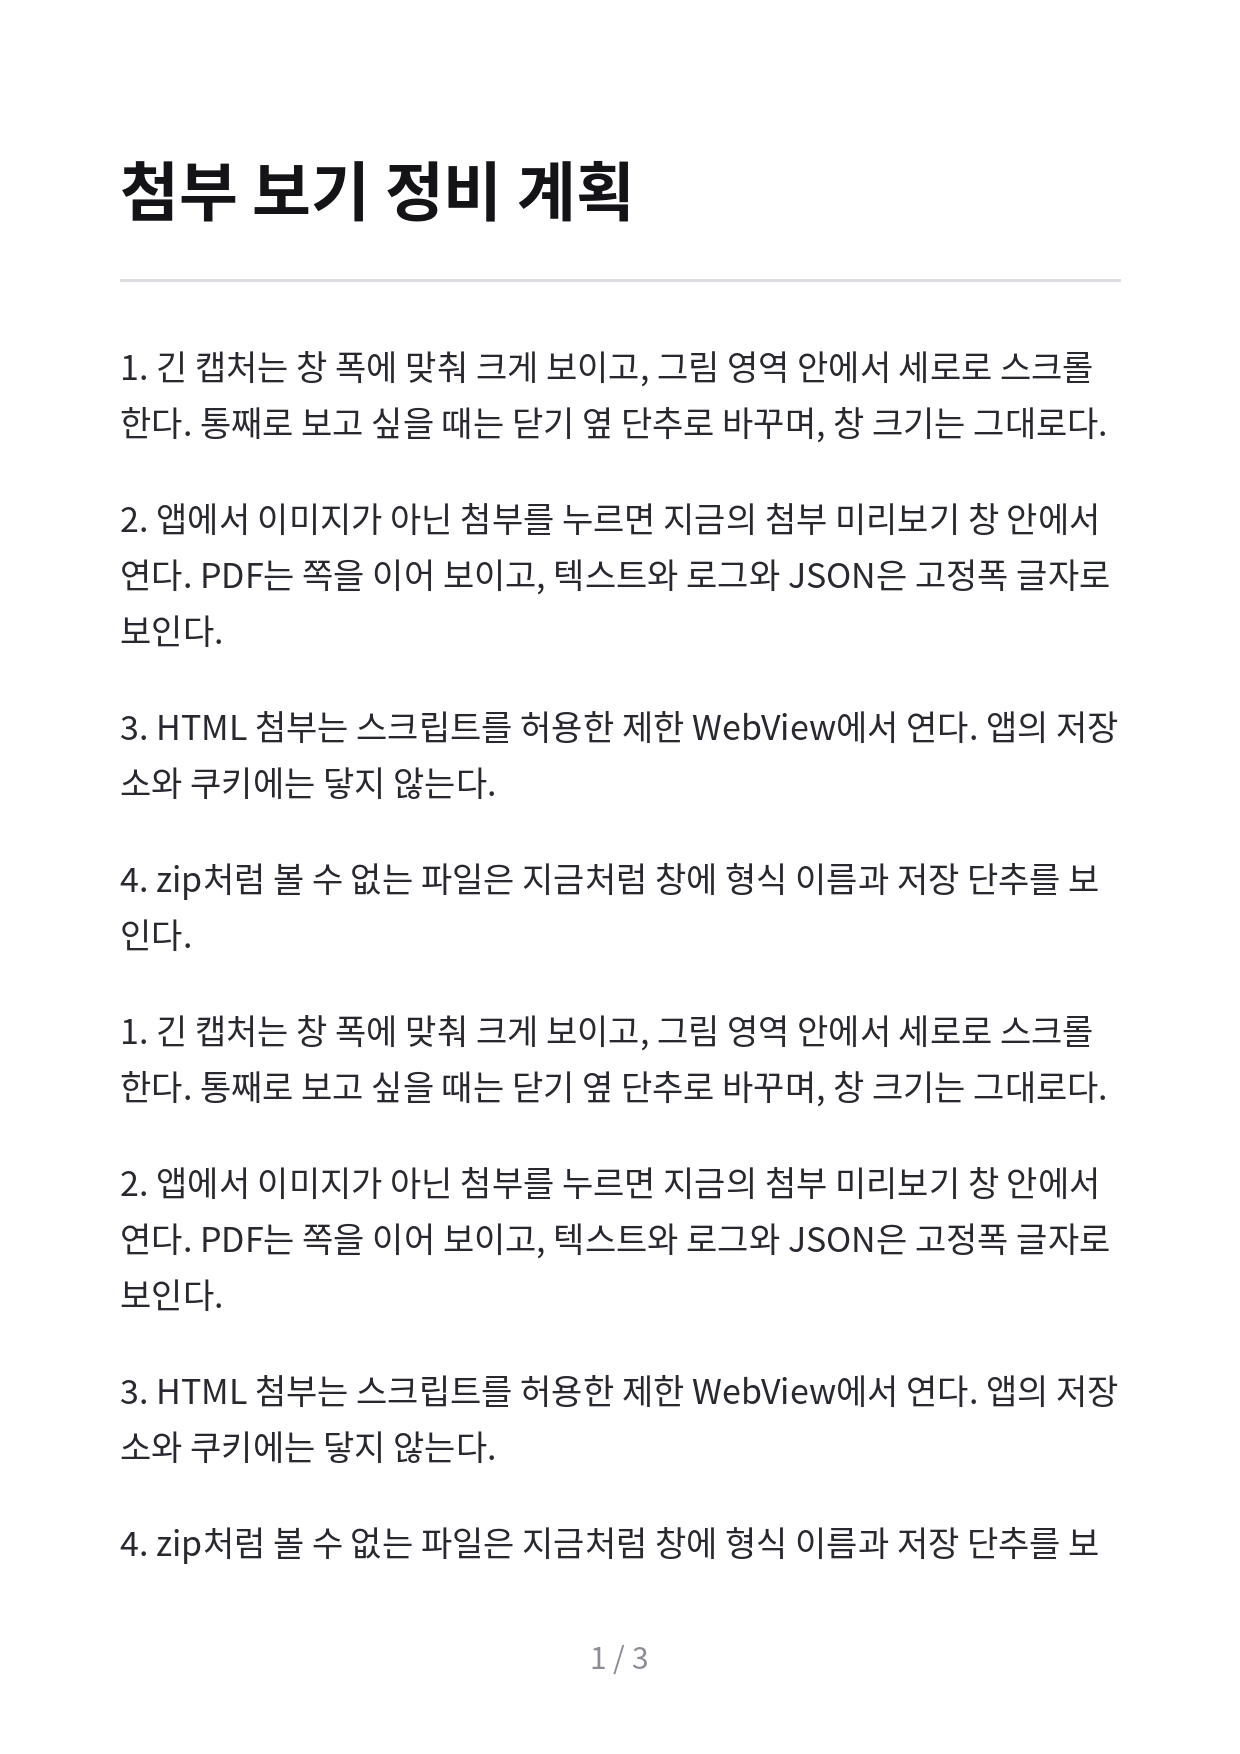 첨부 보기 정비 계획
1. 긴 캡처는 창 폭에 맞춰 크게 보이고, 그림 영역 안에서 세로로 스크롤
한다. 통째로 보고 싶을 때는 닫기 옆 단추로 바꾸며, 창 크기는 그대로다.
2. 앱에서 이미지가 아닌 첨부를 누르면 지금의 첨부 미리보기 창 안에서
연다. PDF는 쪽을 이어 보이고, 텍스트와 로그와 JSON은 고정폭 글자로
보인다.
3. HTML 첨부는 스크립트를 허용한 제한 WebView에서 연다. 앱의 저장
소와 쿠키에는 닿지 않는다.
4. zip처럼 볼 수 없는 파일은 지금처럼 창에 형식 이름과 저장 단추를 보
인다.
1. 긴 캡처는 창 폭에 맞춰 크게 보이고, 그림 영역 안에서 세로로 스크롤
한다. 통째로 보고 싶을 때는 닫기 옆 단추로 바꾸며, 창 크기는 그대로다.
2. 앱에서 이미지가 아닌 첨부를 누르면 지금의 첨부 미리보기 창 안에서
연다. PDF는 쪽을 이어 보이고, 텍스트와 로그와 JSON은 고정폭 글자로
보인다.
3. HTML 첨부는 스크립트를 허용한 제한 WebView에서 연다. 앱의 저장
소와 쿠키에는 닿지 않는다.
4. zip처럼 볼 수 없는 파일은 지금처럼 창에 형식 이름과 저장 단추를 보
1 / 3